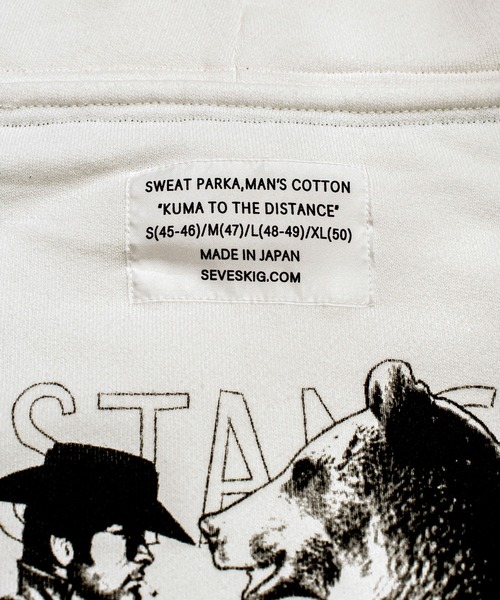 SWEAT PARKA,MAN'S COTTON
"KUMA TO THE DISTANCE"
S(45-46)/M(47)/L(48-49)/XL(50)
MADE IN JAPAN
SEVESKIG.COM